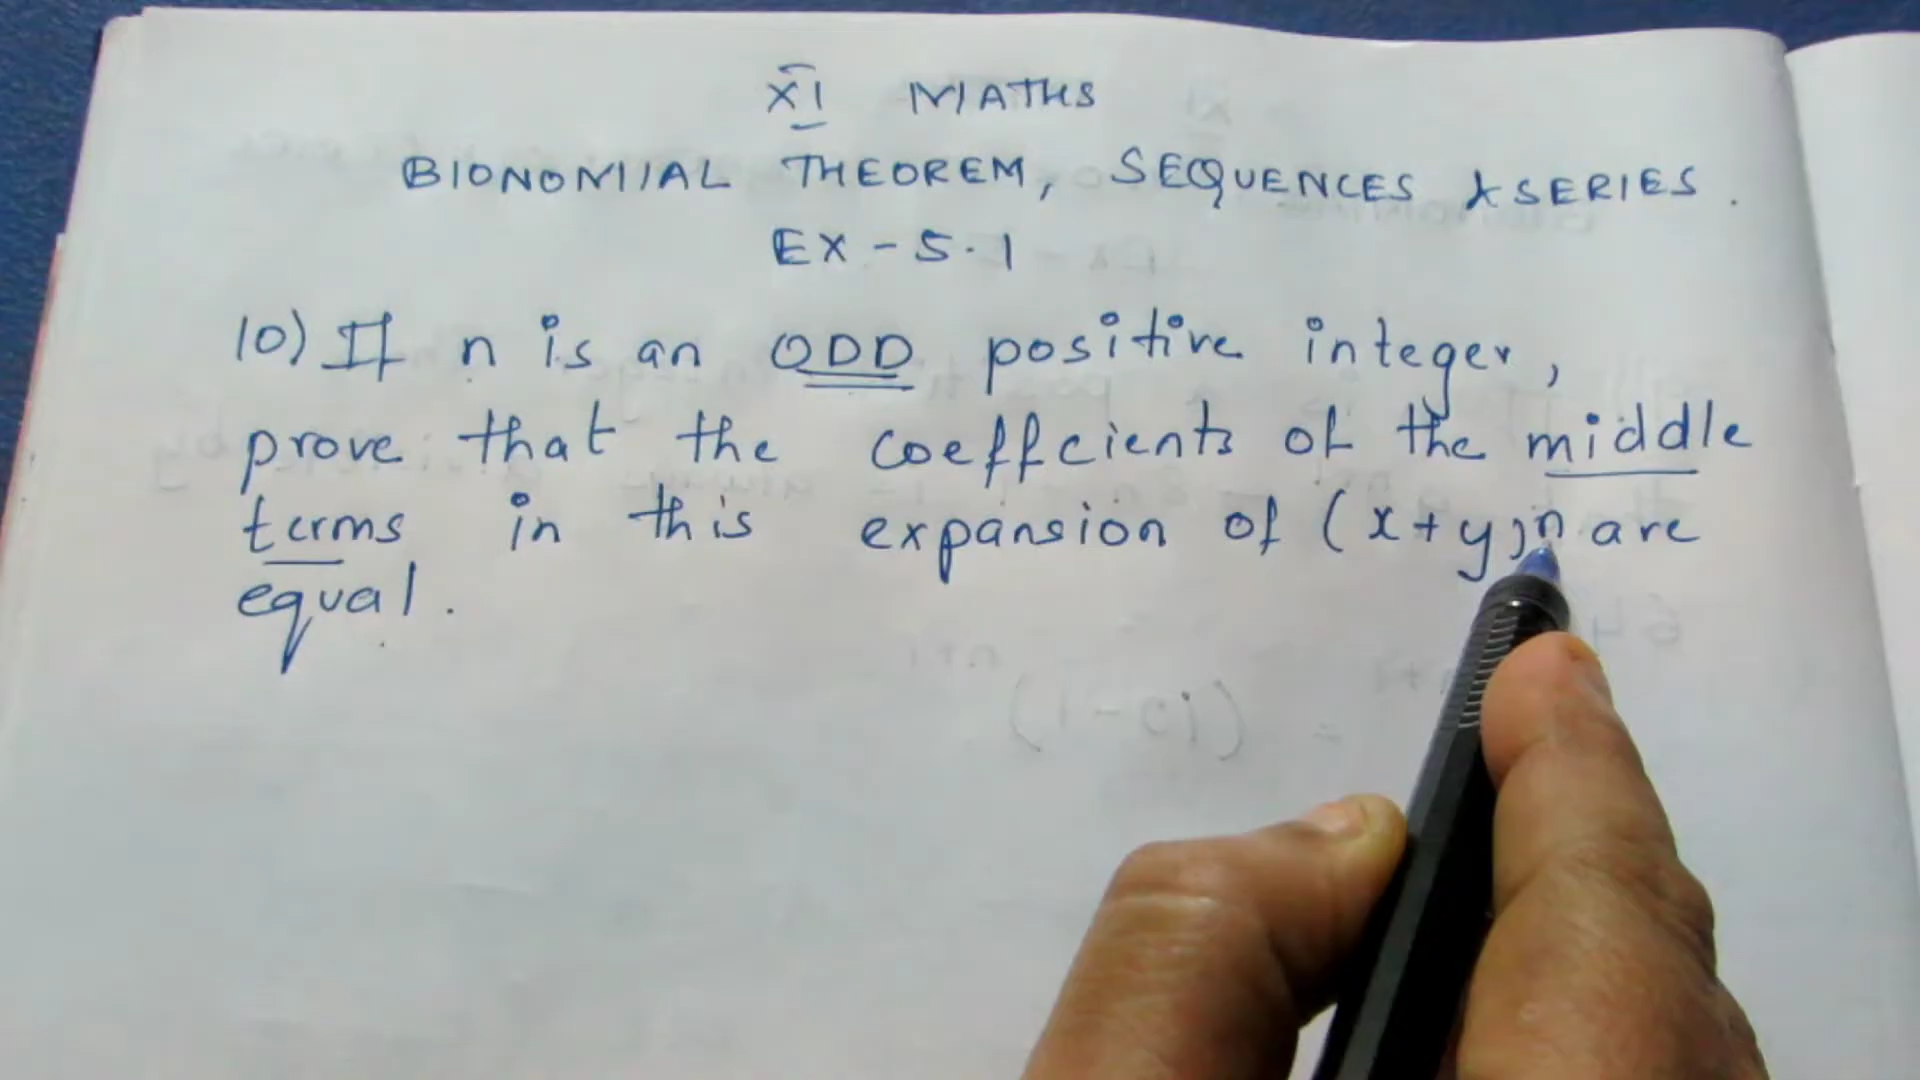 XI MATHS
BIONOMIAL THEOREM, SEQUENCES & SERIES.
EX - 5.1
10) If n is an ODD positive integer,
prove that the coeffcients of the middle
terms in this expansion of (x+y)n are
equal.